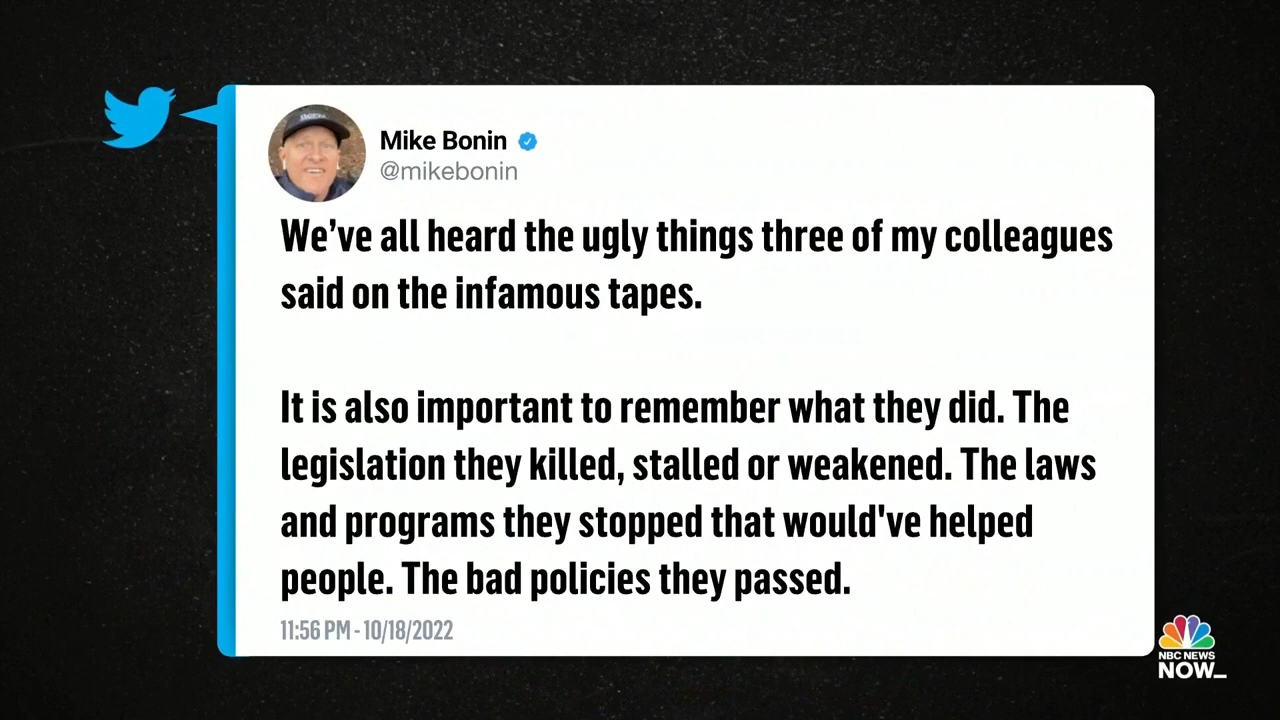 Mike Bonin
@mikebonin
We've all heard the ugly things three of my colleagues
said on the infamous tapes.
It is also important to remember what they did. The
legislation they killed, stalled or weakened. The laws
and programs they stopped that would've helped
people. The bad policies they passed.
11:56 PM - 10/18/2022
NBC NEWS
NOW_